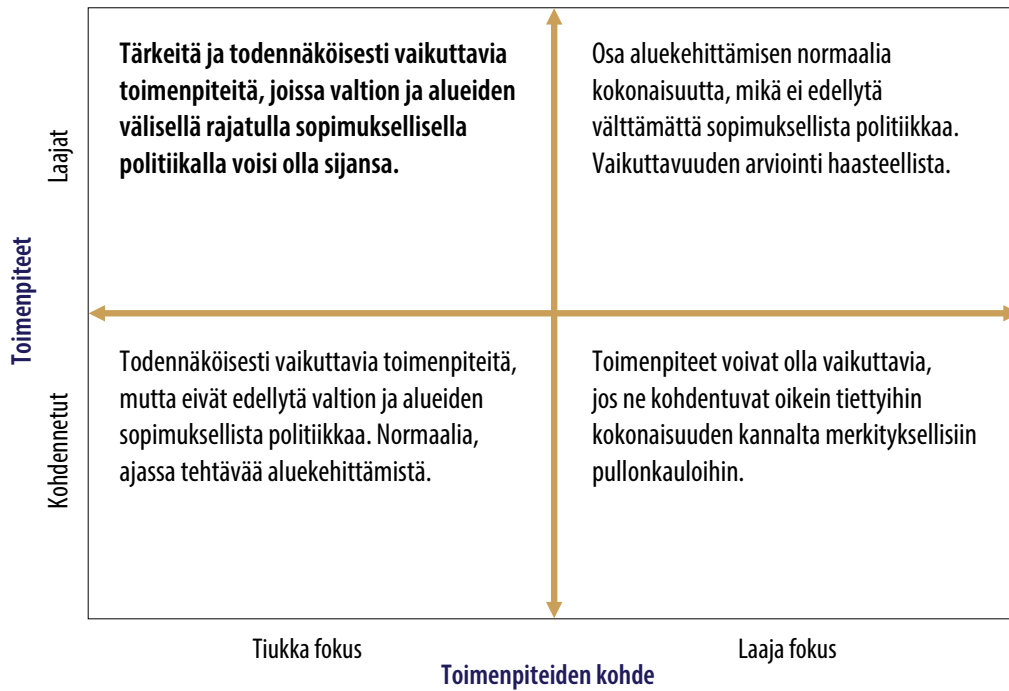 Tärkeitä ja todennäköisesti vaikuttavia
toimenpiteitä, joissa valtion ja alueiden
välisellä rajatulla sopimuksellisella
politiikalla voisi olla sijansa.
Osa aluekehittämisen normaalia
kokonaisuutta, mikä ei edellytä
välttämättä sopimuksellista politiikkaa.
Vaikuttavuuden arviointi haasteellista.
Laajat
Toimenpiteet
Kohdennetut
Todennäköisesti vaikuttavia toimenpiteitä,
mutta eivät edellytä valtion ja alueiden
sopimuksellista politiikkaa. Normaalia,
ajassa tehtävää aluekehittämistä.
Toimenpiteet voivat olla vaikuttavia,
jos ne kohdentuvat oikein tiettyihin
kokonaisuuden kannalta merkityksellisiin
pullonkauloihin.
Tiukka fokus
Laaja fokus
Toimenpiteiden kohde